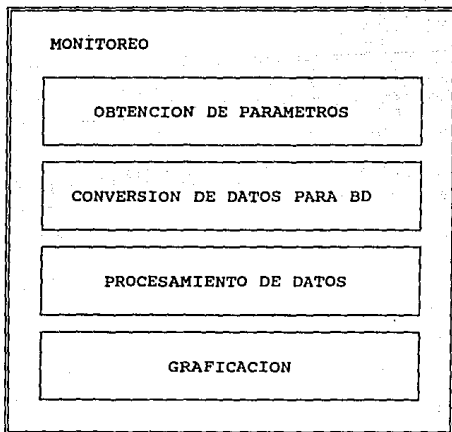 MONITOREO
OBTENCION DE PARAMETROS
CONVERSION DE DATOS PARA BD
PROCESAMIENTO DE DATOS
GRAFICACION